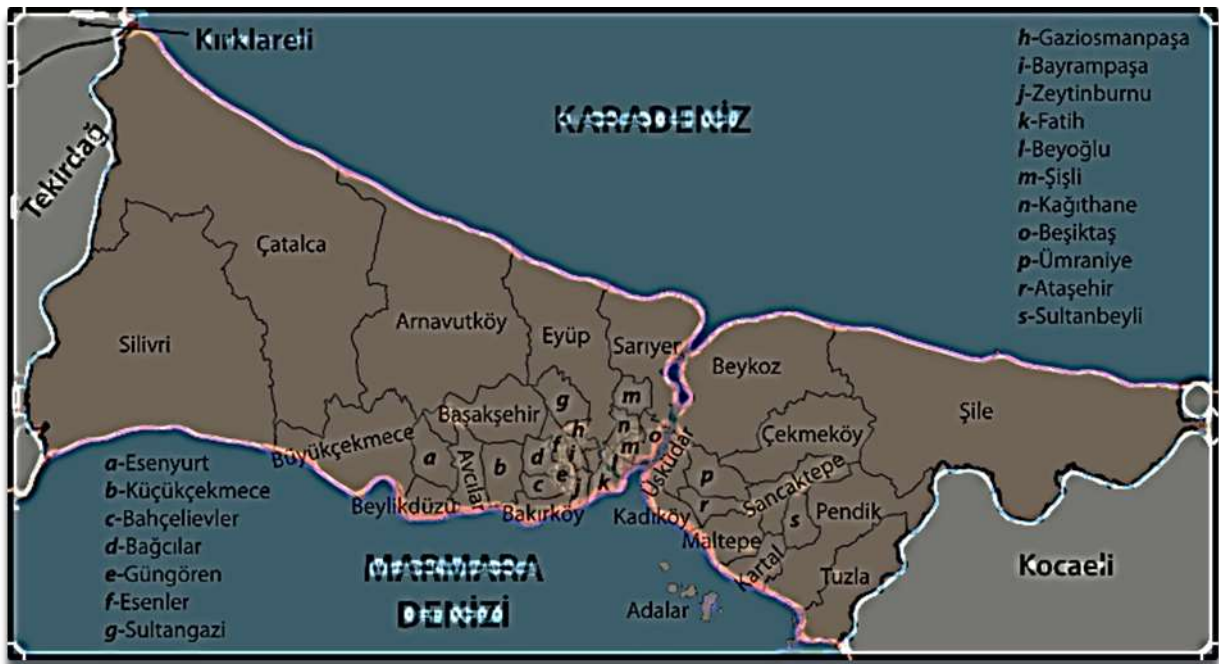 Kırklareli
KARADENİZ
Tekirdağ
h-Gaziosmanpaşa
i-Bayrampaşa
j-Zeytinburnu
k-Fatih
l-Beyoğlu
m-Şişli
n-Kağıthane
o-Beşiktaş
p-Ümraniye
r-Ataşehir
s-Sultanbeyli
Çatalca
Silivri
Arnavutköy
Eyüp
Sarıyer
Beykoz
Şile
Büyükçekmece
Başakşehir
Çekmeköy
g
m
h
n
o
m
a
Avcılar
b
d
f
i
e
c
j
l
k
Üsküdar
p
r
Sancaktepe
s
Pendik
Beylikdüzü
Bakırköy
Kadıköy
Maltepe
Kartal
Tuzla
Kocaeli
Adalar
MARMARA
DENİZİ
a-Esenyurt
b-Küçükçekmece
c-Bahçelievler
d-Bağcılar
e-Güngören
f-Esenler
g-Sultangazi